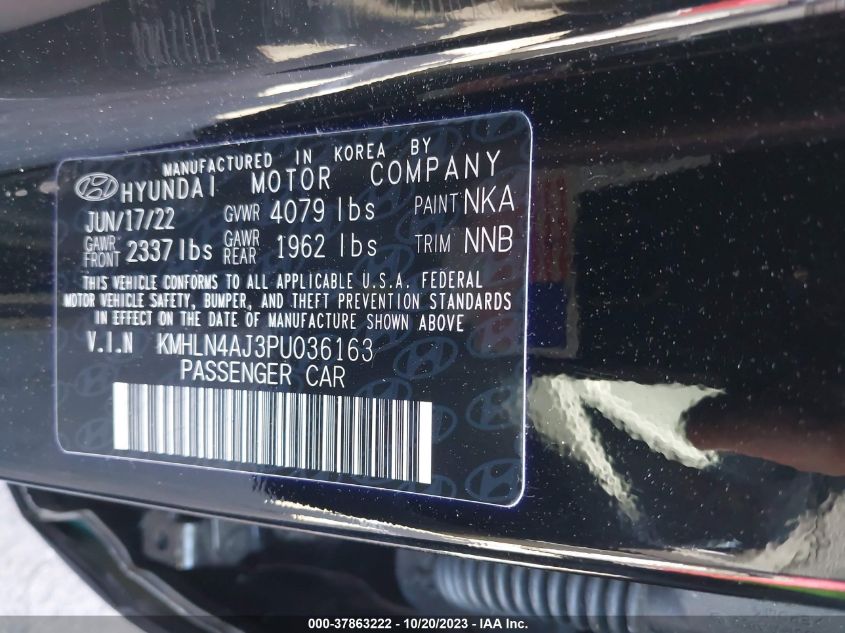 MANUFACTURED IN KOREA BY
HYUNDAI MOTOR COMPANY
JUN/17/22 GVWR 4079 lbs PAINT NKA
GAWR FRONT 2337 lbs GAWR REAR 1962 lbs TRIM NNB
THIS VEHICLE CONFORMS TO ALL APPLICABLE U.S.A. FEDERAL
MOTOR VEHICLE SAFETY, BUMPER, AND THEFT PREVENTION STANDARDS
IN EFFECT ON THE DATE OF MANUFACTURE SHOWN ABOVE
V.I.N KMHLN4AJ3PU036163
PASSENGER CAR
000-37863222 - 10/20/2023 - IAA Inc.